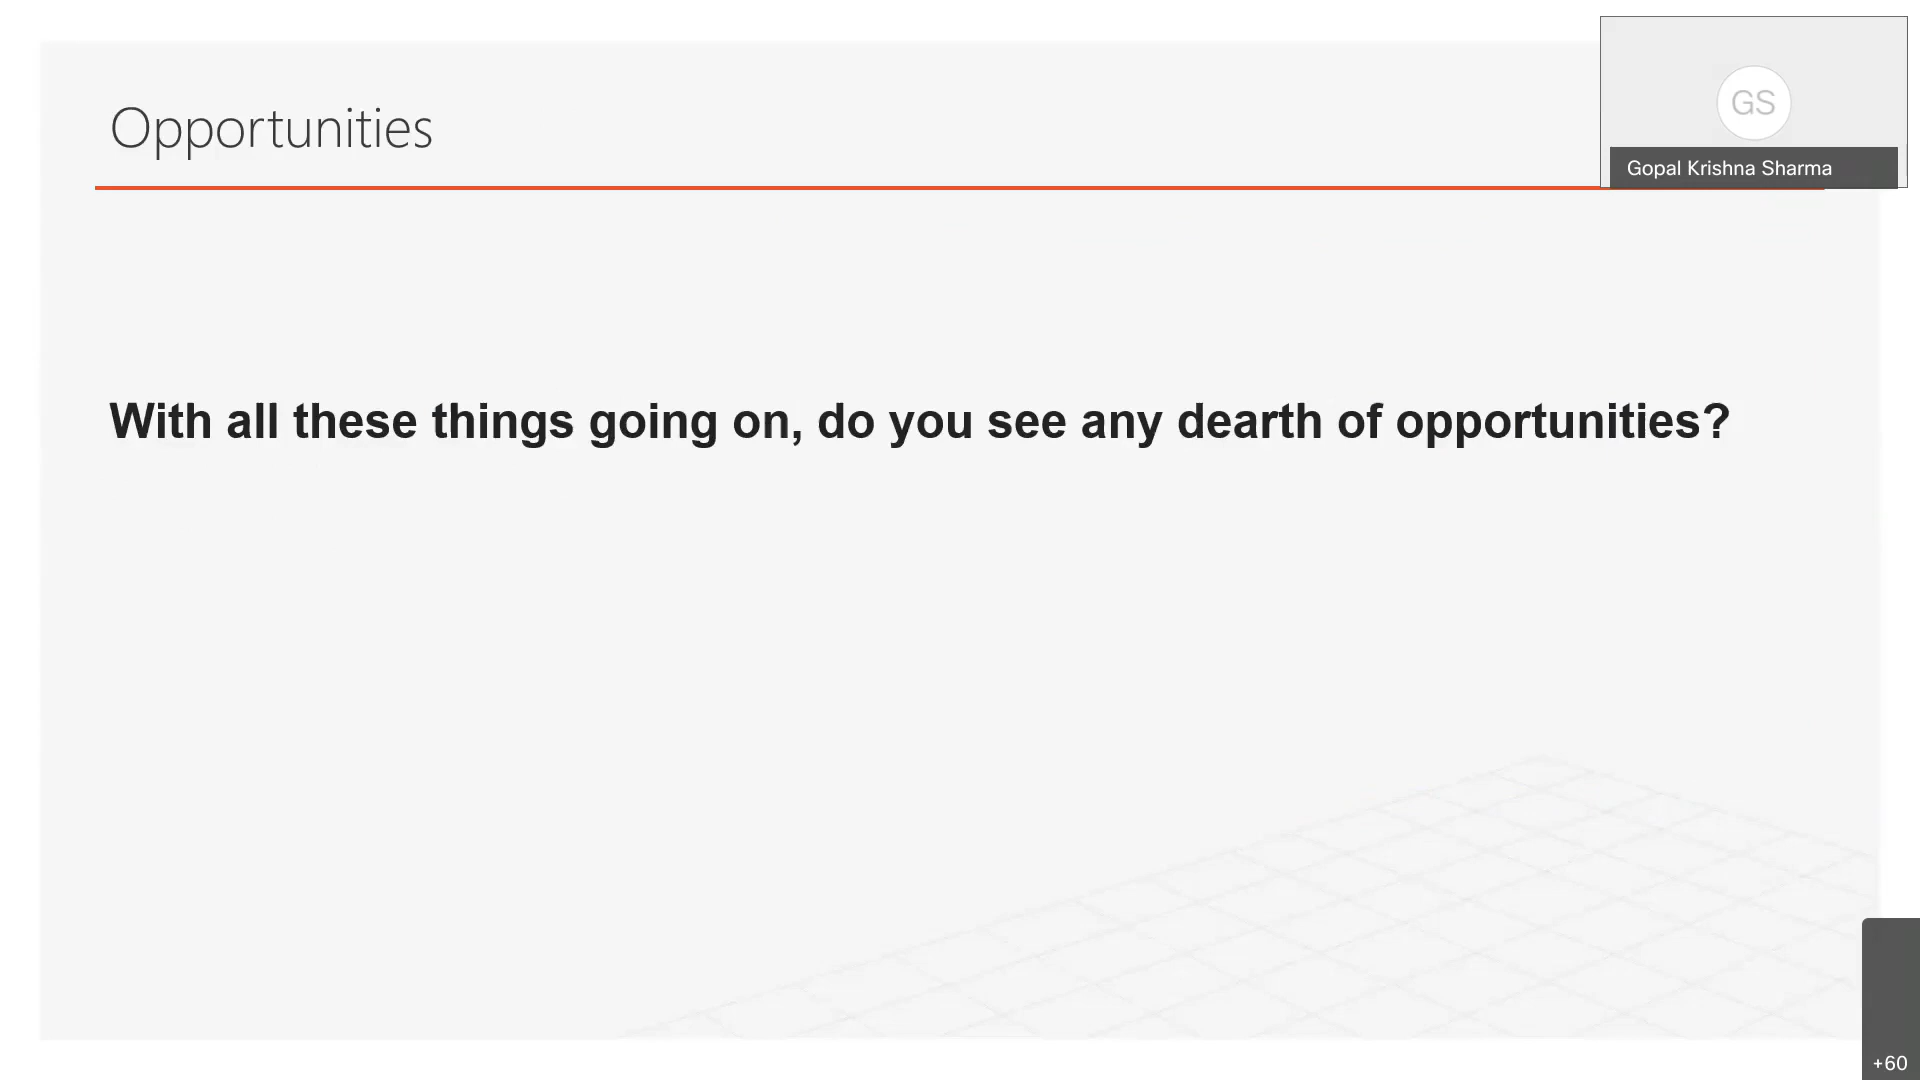 Opportunities
GS
Gopal Krishna Sharma
With all these things going on, do you see any dearth of opportunities?
+60